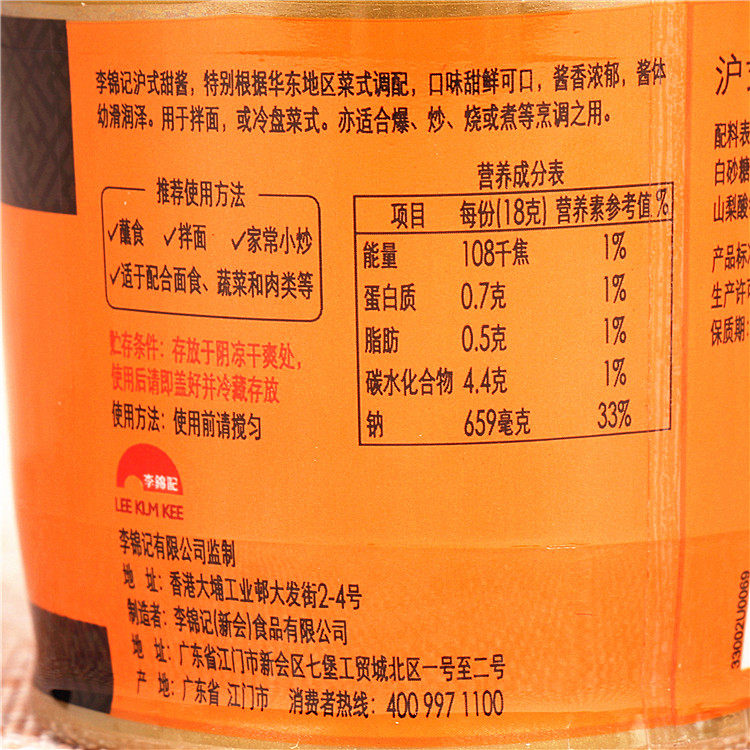 李锦记沪式甜酱，特别根据华东地区菜式调配，口味甜鲜可口，酱香浓郁，酱体
幼滑润泽。用于拌面，或冷盘菜式。亦适合爆、炒、烧或煮等烹调之用。
推荐使用方法
✓蘸食 ✓拌面 ✓家常小炒
✓适于配合面食、蔬菜和肉类等
贮存条件：存放于阴凉干爽处，
使用后请即盖好并冷藏存放
使用方法：使用前请搅匀
营养成分表
项目 每份(18克) 营养素参考值%
能量 108千焦 1%
蛋白质 0.7克 1%
脂肪 0.5克 1%
碳水化合物 4.4克 1%
钠 659毫克 33%
李錦記
LEE KUM KEE
李锦记有限公司监制
地 址：香港大埔工业邨大发街2-4号
制造者：李锦记(新会)食品有限公司
地 址：广东省江门市新会区七堡工贸城北区一号至二号
产 地：广东省 江门市 消费者热线：400 997 1100
沪
配料表
白砂糖
山梨酸
产品标
生产许
保质期：
33002U0069